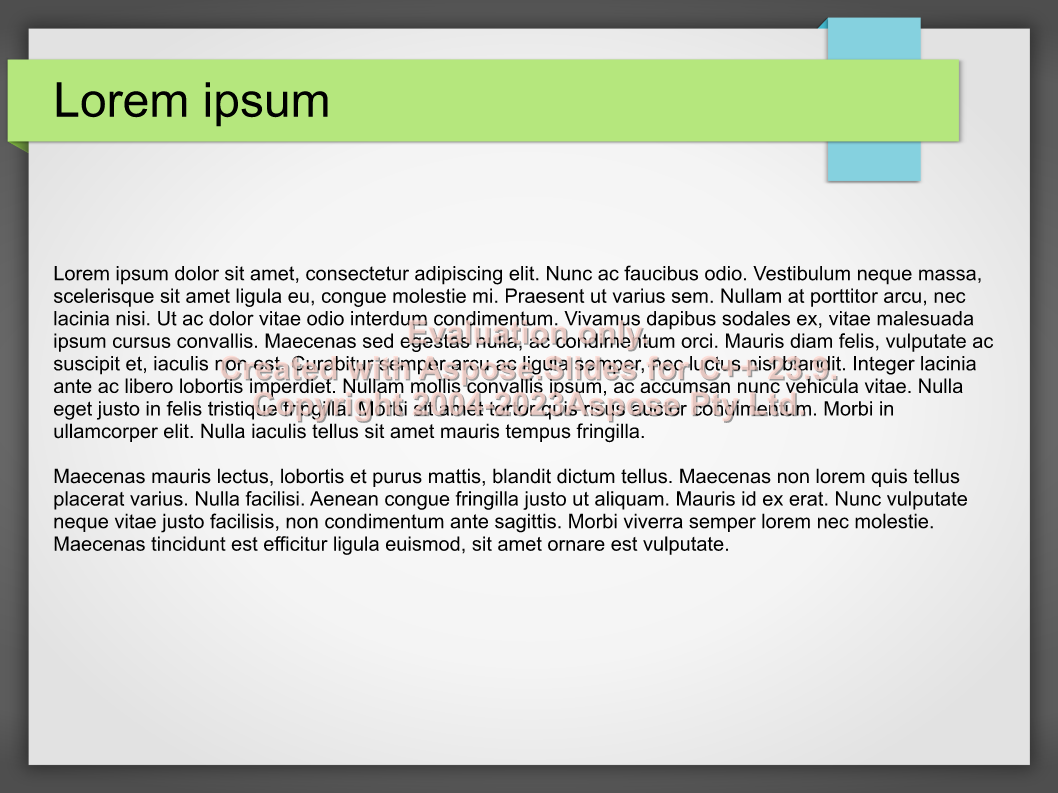 Lorem ipsum
Lorem ipsum dolor sit amet, consectetur adipiscing elit. Nunc ac faucibus odio. Vestibulum neque massa,
scelerisque sit amet ligula eu, congue molestie mi. Praesent ut varius sem. Nullam at porttitor arcu, nec
lacinia nisi. Ut ac dolor vitae odio interdum condimentum. Vivamus dapibus sodales ex, vitae malesuada
ipsum cursus convallis. Maecenas sed egestas nulla, ac condimentum orci. Mauris diam felis, vulputate ac
suscipit et, iaculis non est. Curabitur semper arcu ac ligula semper, nec luctus nisl blandit. Integer lacinia
ante ac libero lobortis imperdiet. Nullam mollis convallis ipsum, ac accumsan nunc vehicula vitae. Nulla
eget justo in felis tristique fringilla. Morbi sit amet tortor quis risus auctor condimentum. Morbi in
ullamcorper elit. Nulla iaculis tellus sit amet mauris tempus fringilla.
Maecenas mauris lectus, lobortis et purus mattis, blandit dictum tellus. Maecenas non lorem quis tellus
placerat varius. Nulla facilisi. Aenean congue fringilla justo ut aliquam. Mauris id ex erat. Nunc vulputate
neque vitae justo facilisis, non condimentum ante sagittis. Morbi viverra semper lorem nec molestie.
Maecenas tincidunt est efficitur ligula euismod, sit amet ornare est vulputate.
Evaluation only.
Created with Aspose.Slides for C++ 23.9.
Copyright 2004-2023Aspose Pty Ltd.